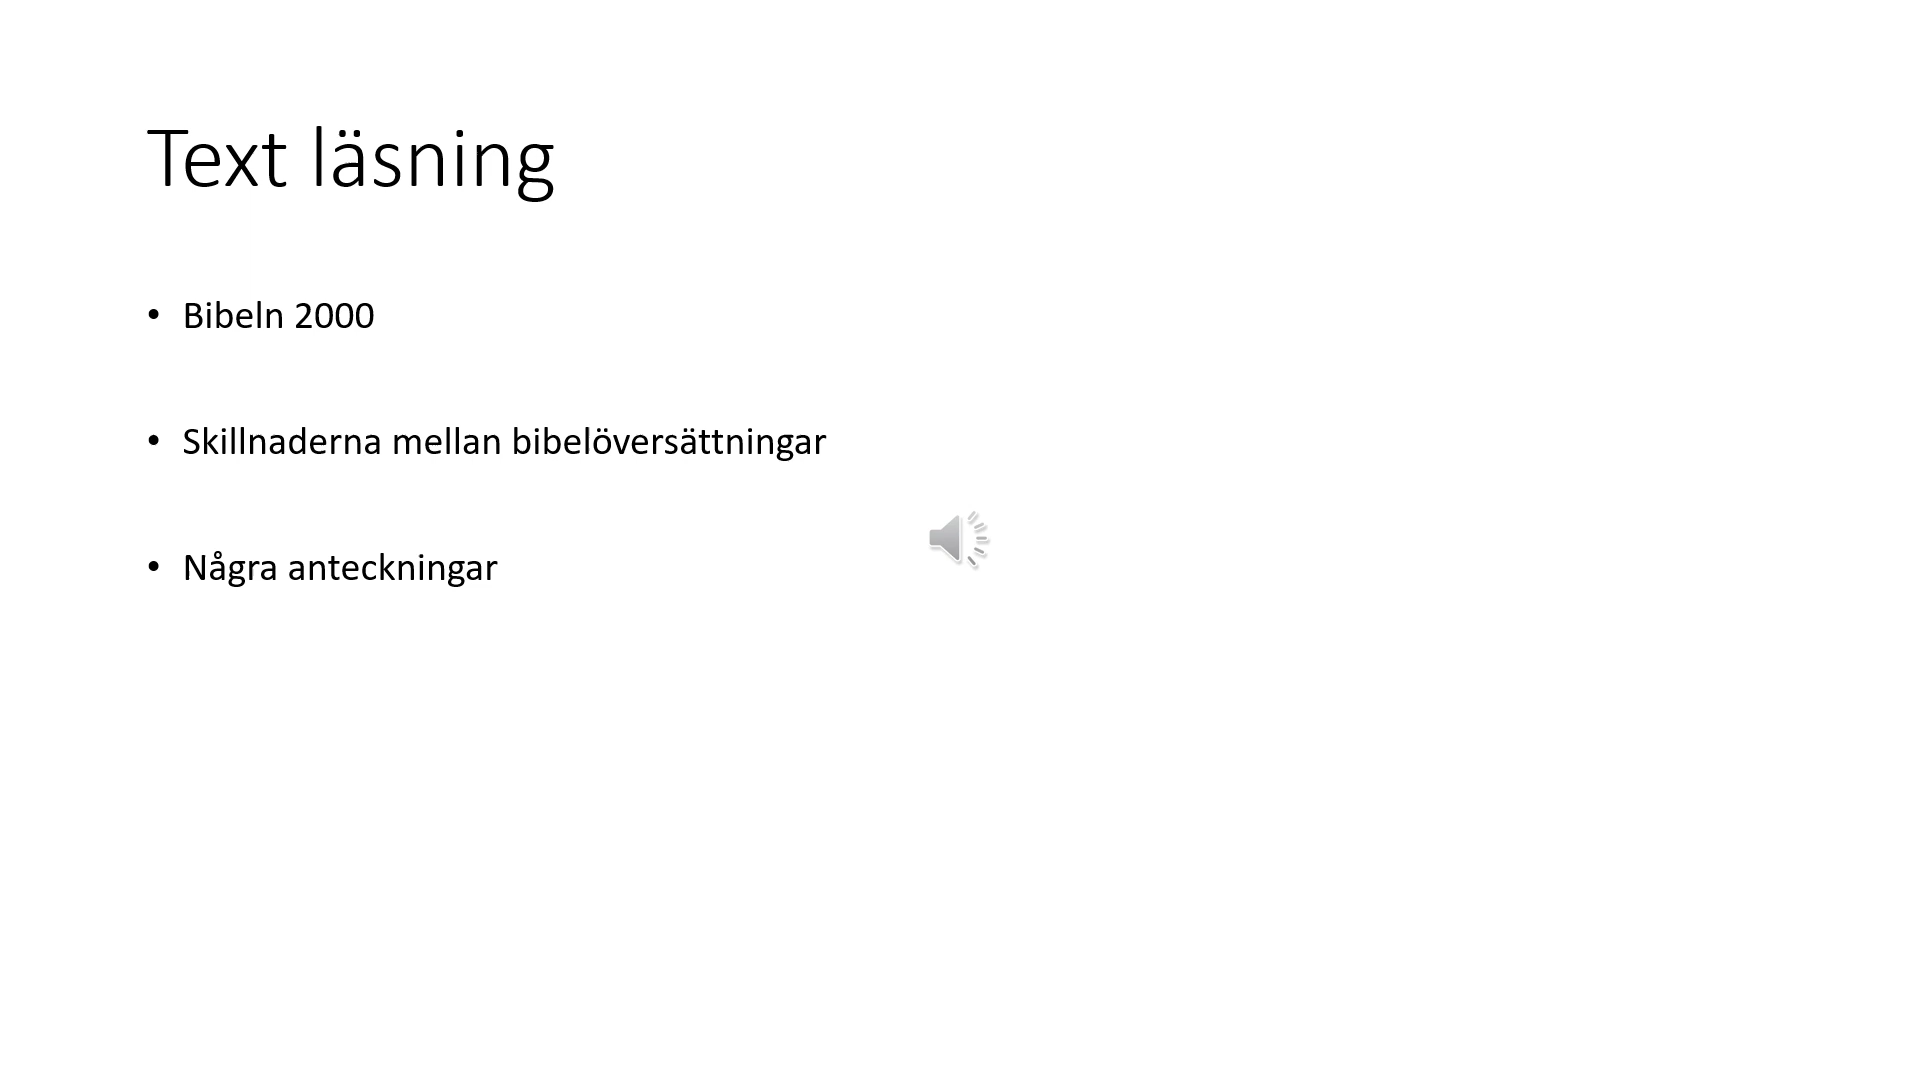 Text läsning
• Bibeln 2000
• Skillnaderna mellan bibelöversättningar
• Några anteckningar